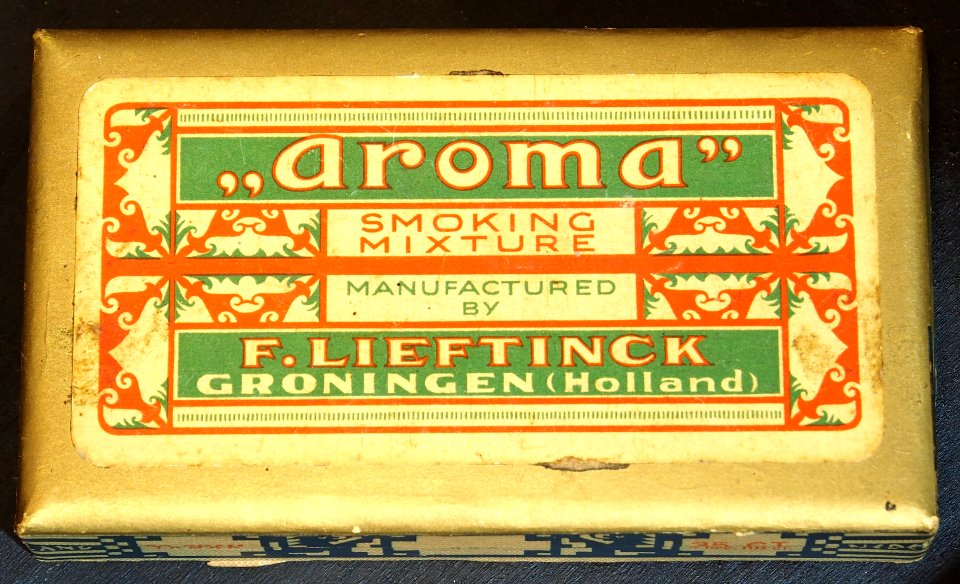 „aroma”
SMOKING
MIXTURE
MANUFACTURED
BY
F. LIEFTINCK
GRONINGEN (Holland)